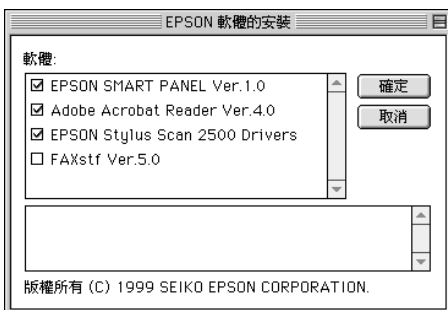 EPSON 軟體的安裝
軟體:
EPSON SMART PANEL Ver.1.0
Adobe Acrobat Reader Ver.4.0
EPSON Stylus Scan 2500 Drivers
FAXstf Ver.5.0
確定
取消
版權所有 (C) 1999 SEIKO EPSON CORPORATION.